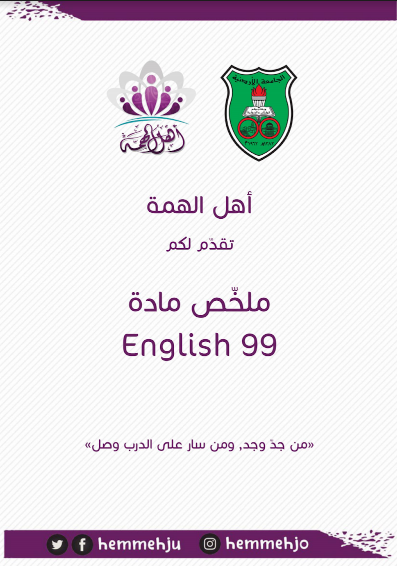 أهل الهمة
الجامعة الأردنية
أهل الهمة
تقدّم لكم
ملخّص مادة
English 99
«من جدّ وجد, ومن سار على الدرب وصل»
hemmehju
hemmehjo